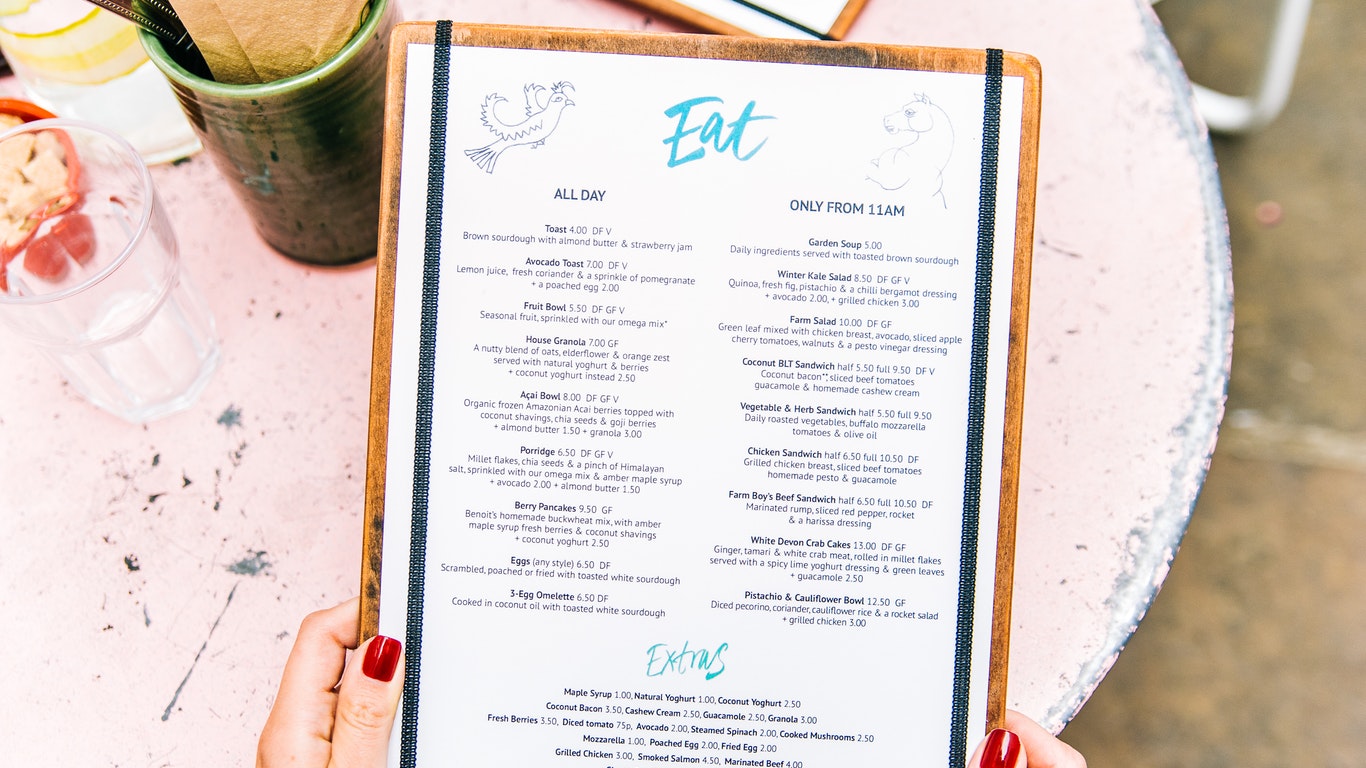 Eat
ALL DAY
Toast 4.00 DF V
Brown sourdough with almond butter & strawberry jam
Avocado Toast 7.00 DF V
Lemon juice, fresh coriander & a sprinkle of pomegranate
+ a poached egg 2.00
Fruit Bowl 5.50 DF GF V
Seasonal fruit, sprinkled with our omega mix*
House Granola 7.00 GF
A nutty blend of oats, elderflower & orange zest
served with natural yoghurt & berries
+ coconut yoghurt instead 2.50
Açai Bowl 8.00 DF GF V
Organic frozen Amazonian Acai berries topped with
coconut shavings, chia seeds & goji berries
+ almond butter 1.50 + granola 3.00
Porridge 6.50 DF GF V
Millet flakes, chia seeds & a pinch of Himalayan
salt, sprinkled with our omega mix & amber maple syrup
+ avocado 2.00 + almond butter 1.50
Berry Pancakes 9.50 GF
Benoit's homemade buckwheat mix, with amber
maple syrup fresh berries & coconut shavings
+ coconut yoghurt 2.50
Eggs (any style) 6.50 DF
Scrambled, poached or fried with toasted white sourdough
3-Egg Omelette 6.50 DF
Cooked in coconut oil with toasted white sourdough
ONLY FROM 11AM
Garden Soup 5.00
Daily ingredients served with toasted brown sourdough
Winter Kale Salad 8.50 DF GF V
Quinoa, fresh fig, pistachio & a chilli bergamot dressing
+ avocado 2.00, + grilled chicken 3.00
Farm Salad 10.00 DF GF
Green leaf mixed with chicken breast, avocado, sliced apple
cherry tomatoes, walnuts & a pesto vinegar dressing
Coconut BLT Sandwich half 5.50 full 9.50 DF V
Coconut bacon**, sliced beef tomatoes
guacamole & homemade cashew cream
Vegetable & Herb Sandwich half 5.50 full 9.50
Daily roasted vegetables, buffalo mozzarella
tomatoes & olive oil
Chicken Sandwich half 6.50 full 10.50 DF
Grilled chicken breast, sliced beef tomatoes
homemade pesto & guacamole
Farm Boy's Beef Sandwich half 6.50 full 10.50 DF
Marinated rump, sliced red pepper, rocket
& a harissa dressing
White Devon Crab Cakes 13.00 DF GF
Ginger, tamari & white crab meat, rolled in millet flakes
served with a spicy lime yoghurt dressing & green leaves
+ guacamole 2.50
Pistachio & Cauliflower Bowl 12.50 GF
Diced pecorino, coriander, cauliflower rice & a rocket salad
+ grilled chicken 3.00
Extras
Maple Syrup 1.00, Natural Yoghurt 1.00, Coconut Yoghurt 2.50
Coconut Bacon 3.50, Cashew Cream 2.50, Guacamole 2.50, Granola 3.00
Fresh Berries 3.50, Diced tomato 75p, Avocado 2.00, Steamed Spinach 2.00, Cooked Mushrooms 2.50
Mozzarella 1.00, Poached Egg 2.00, Fried Egg 2.00
Grilled Chicken 3.00, Smoked Salmon 4.50, Marinated Beef 4.00